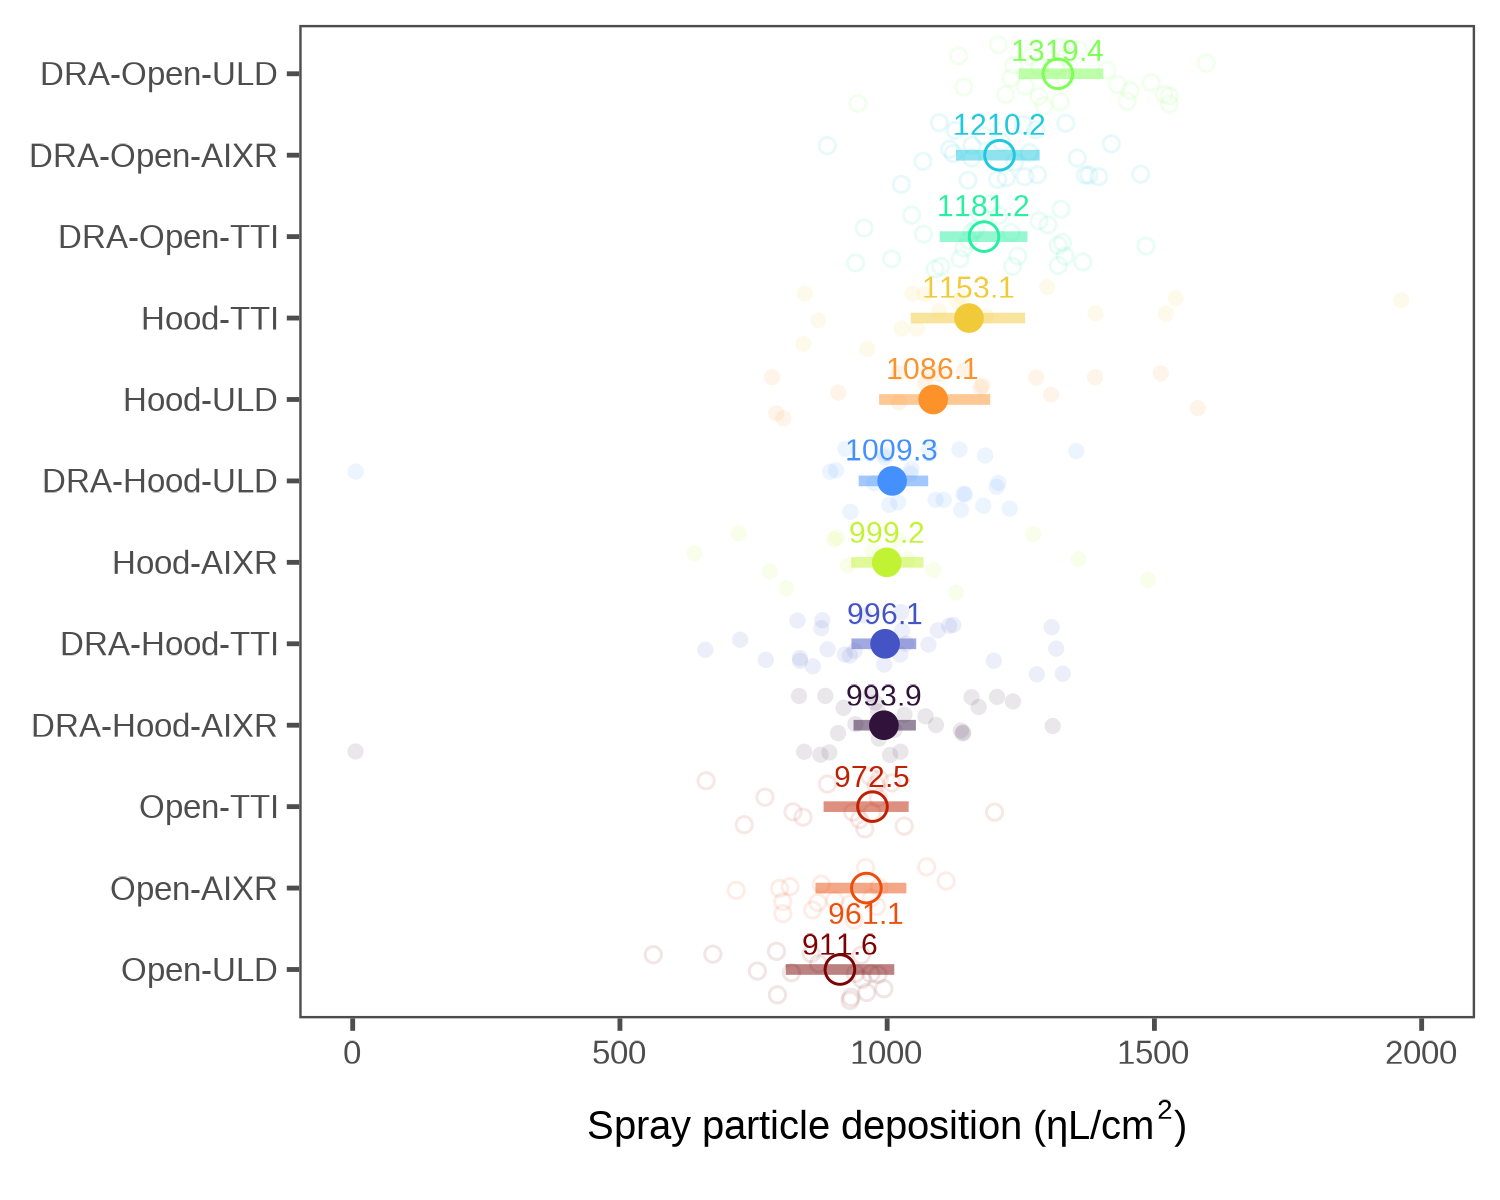 DRA-Open-ULD 1319.4
DRA-Open-AIXR 1210.2
DRA-Open-TTI 1181.2
Hood-TTI 1153.1
Hood-ULD 1086.1
DRA-Hood-ULD 1009.3
Hood-AIXR 999.2
DRA-Hood-TTI 996.1
DRA-Hood-AIXR 993.9
Open-TTI 972.5
Open-AIXR 961.1
Open-ULD 911.6
0 500 1000 1500 2000
Spray particle deposition (ηL/cm²)